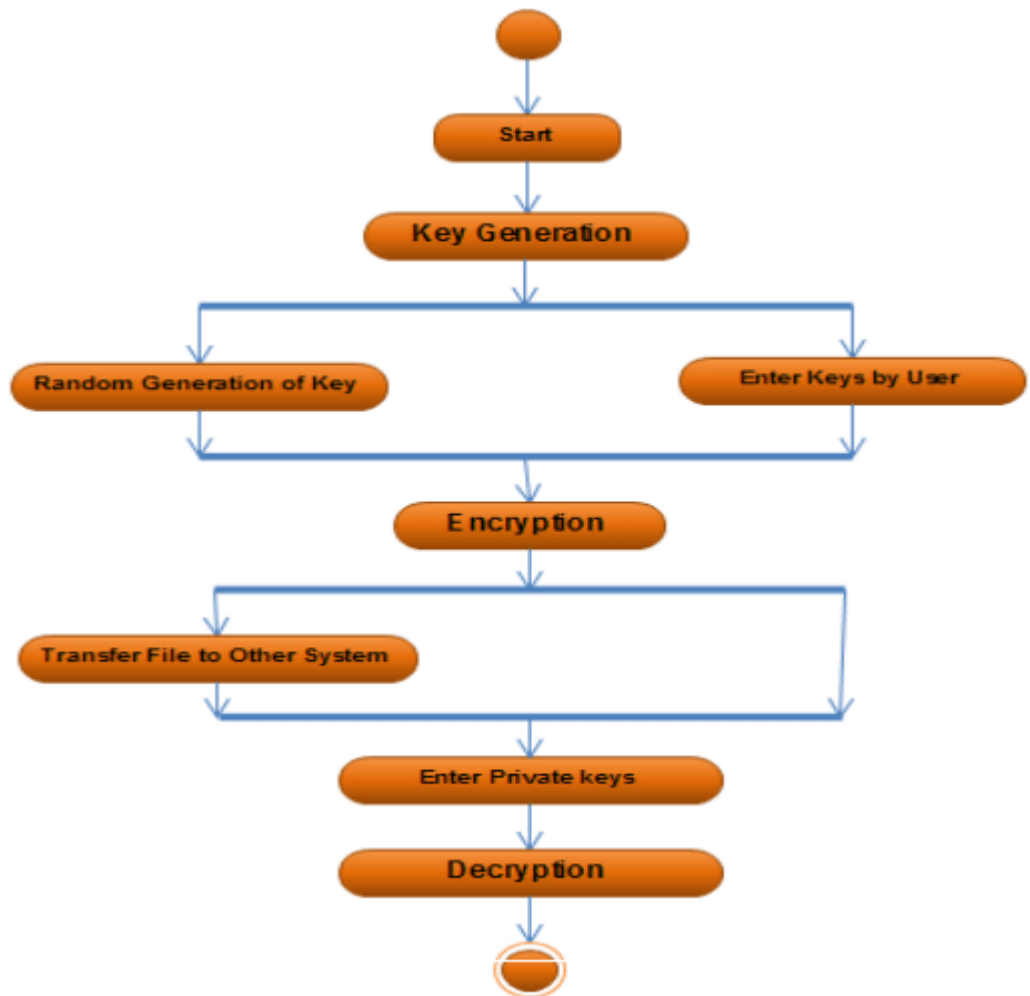 Start
Key Generation
Random Generation of Key
Enter Keys by User
Encryption
Transfer File to Other System
Enter Private keys
Decryption